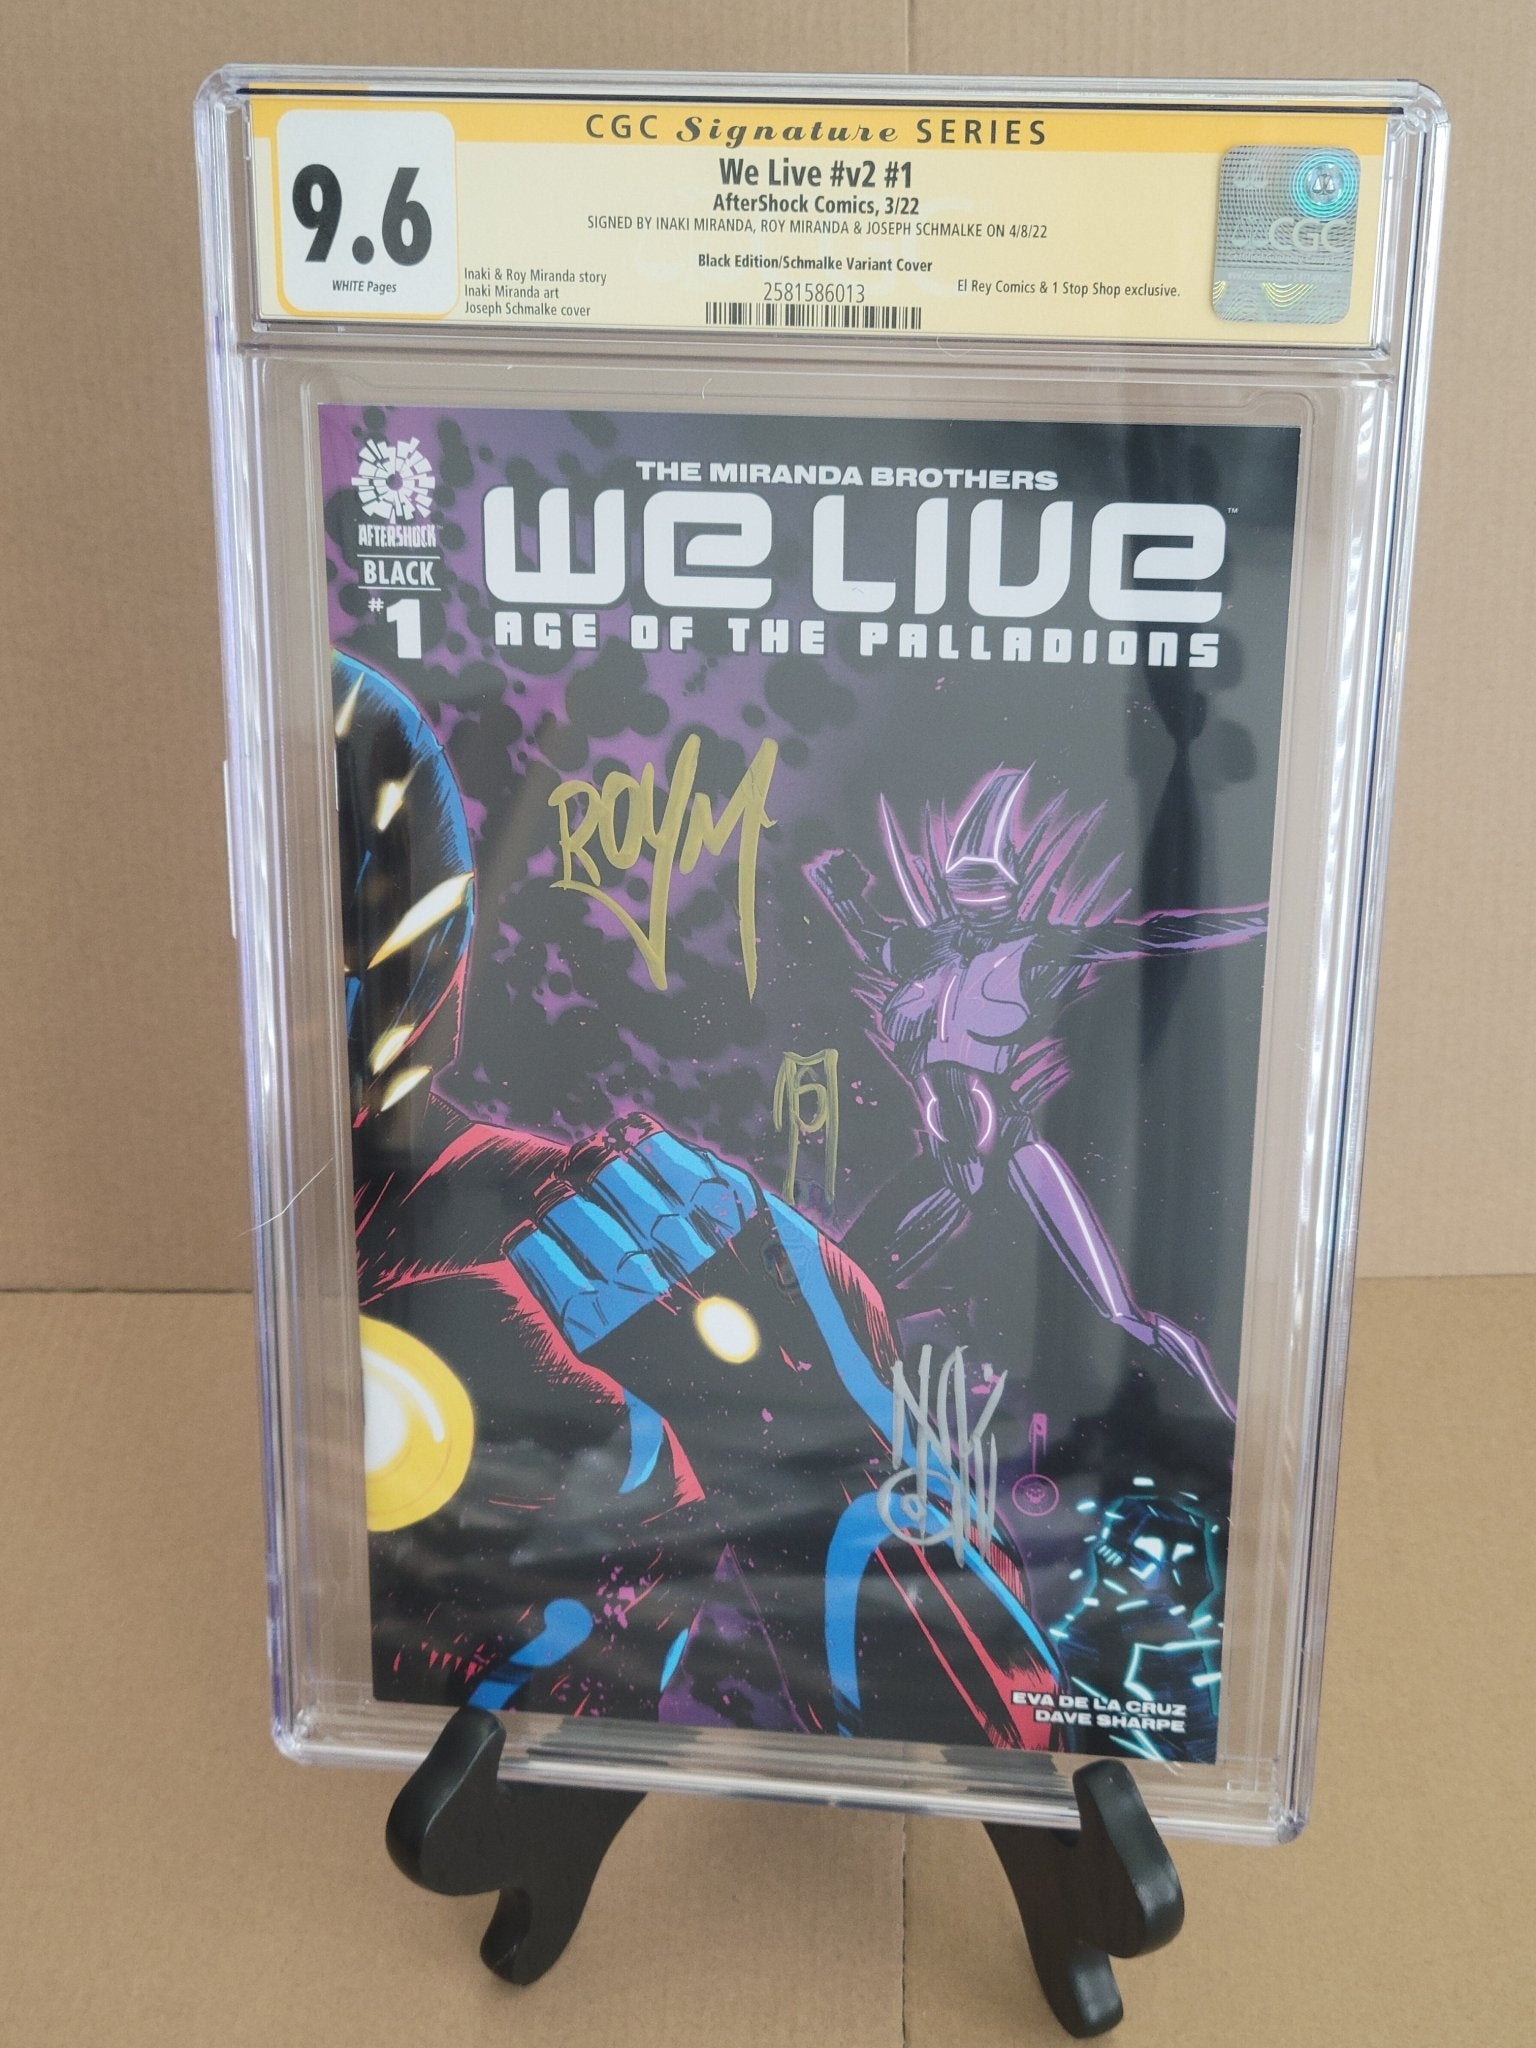 CGC Signature SERIES
9.6
WHITE Pages
We Live #v2 #1
AfterShock Comics, 3/22
SIGNED BY INAKI MIRANDA, ROY MIRANDA & JOSEPH SCHMALKE ON 4/8/22
Black Edition/Schmalke Variant Cover
Inaki & Roy Miranda story
Inaki Miranda art
Joseph Schmalke cover
2581586013
El Rey Comics & 1 Stop Shop exclusive.
CGC
THE MIRANDA BROTHERS
WE LIVE™
AGE OF THE PALLADIONS
AFTERSHOCK™
BLACK
#1
ROYM
EVA DE LA CRUZ
DAVE SHARPE